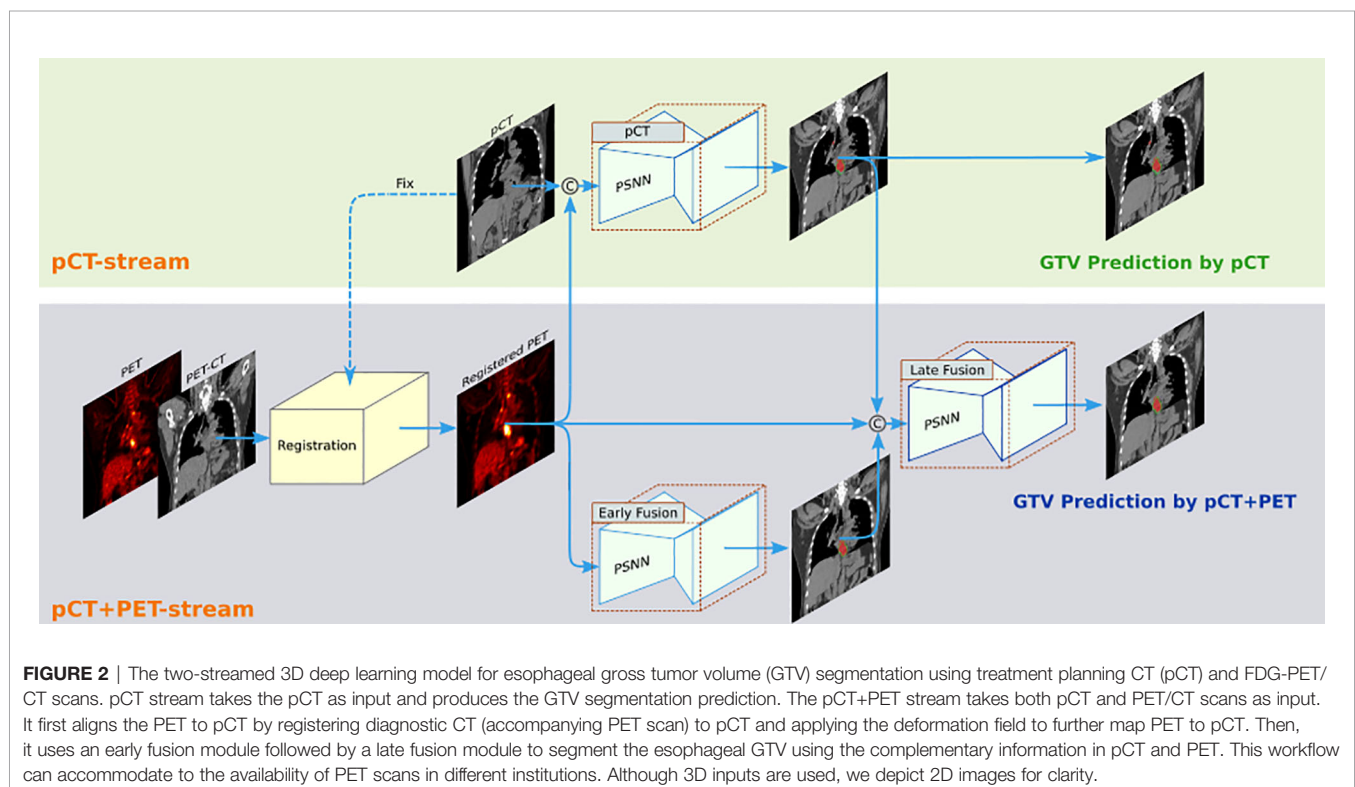 pCT
pCT
PSNN
Fix
C
pCT-stream
GTV Prediction by pCT
PET
PET-CT
Registered PET
Registration
Late Fusion
PSNN
C
Early Fusion
PSNN
GTV Prediction by pCT+PET
pCT+PET-stream
FIGURE 2 | The two-streamed 3D deep learning model for esophageal gross tumor volume (GTV) segmentation using treatment planning CT (pCT) and FDG-PET/
CT scans. pCT stream takes the pCT as input and produces the GTV segmentation prediction. The pCT+PET stream takes both pCT and PET/CT scans as input.
It first aligns the PET to pCT by registering diagnostic CT (accompanying PET scan) to pCT and applying the deformation field to further map PET to pCT. Then,
it uses an early fusion module followed by a late fusion module to segment the esophageal GTV using the complementary information in pCT and PET. This workflow
can accommodate to the availability of PET scans in different institutions. Although 3D inputs are used, we depict 2D images for clarity.